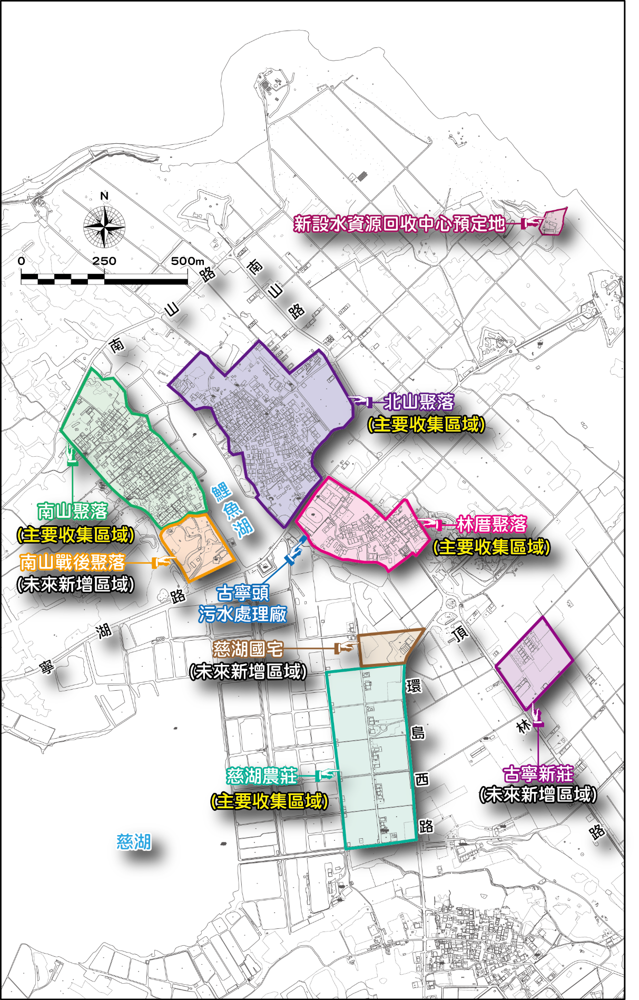 新設水資源回收中心預定地
N
0 250 500m
南山路
南山路
北山聚落
(主要收集區域)
鯉魚湖
南山聚落
(主要收集區域)
林厝聚落
(主要收集區域)
南山戰後聚落
(未來新增區域)
古寧頭
污水處理廠
寧湖路
慈湖國宅
(未來新增區域)
頂林路
環島西路
慈湖農莊
(主要收集區域)
古寧新莊
(未來新增區域)
慈湖